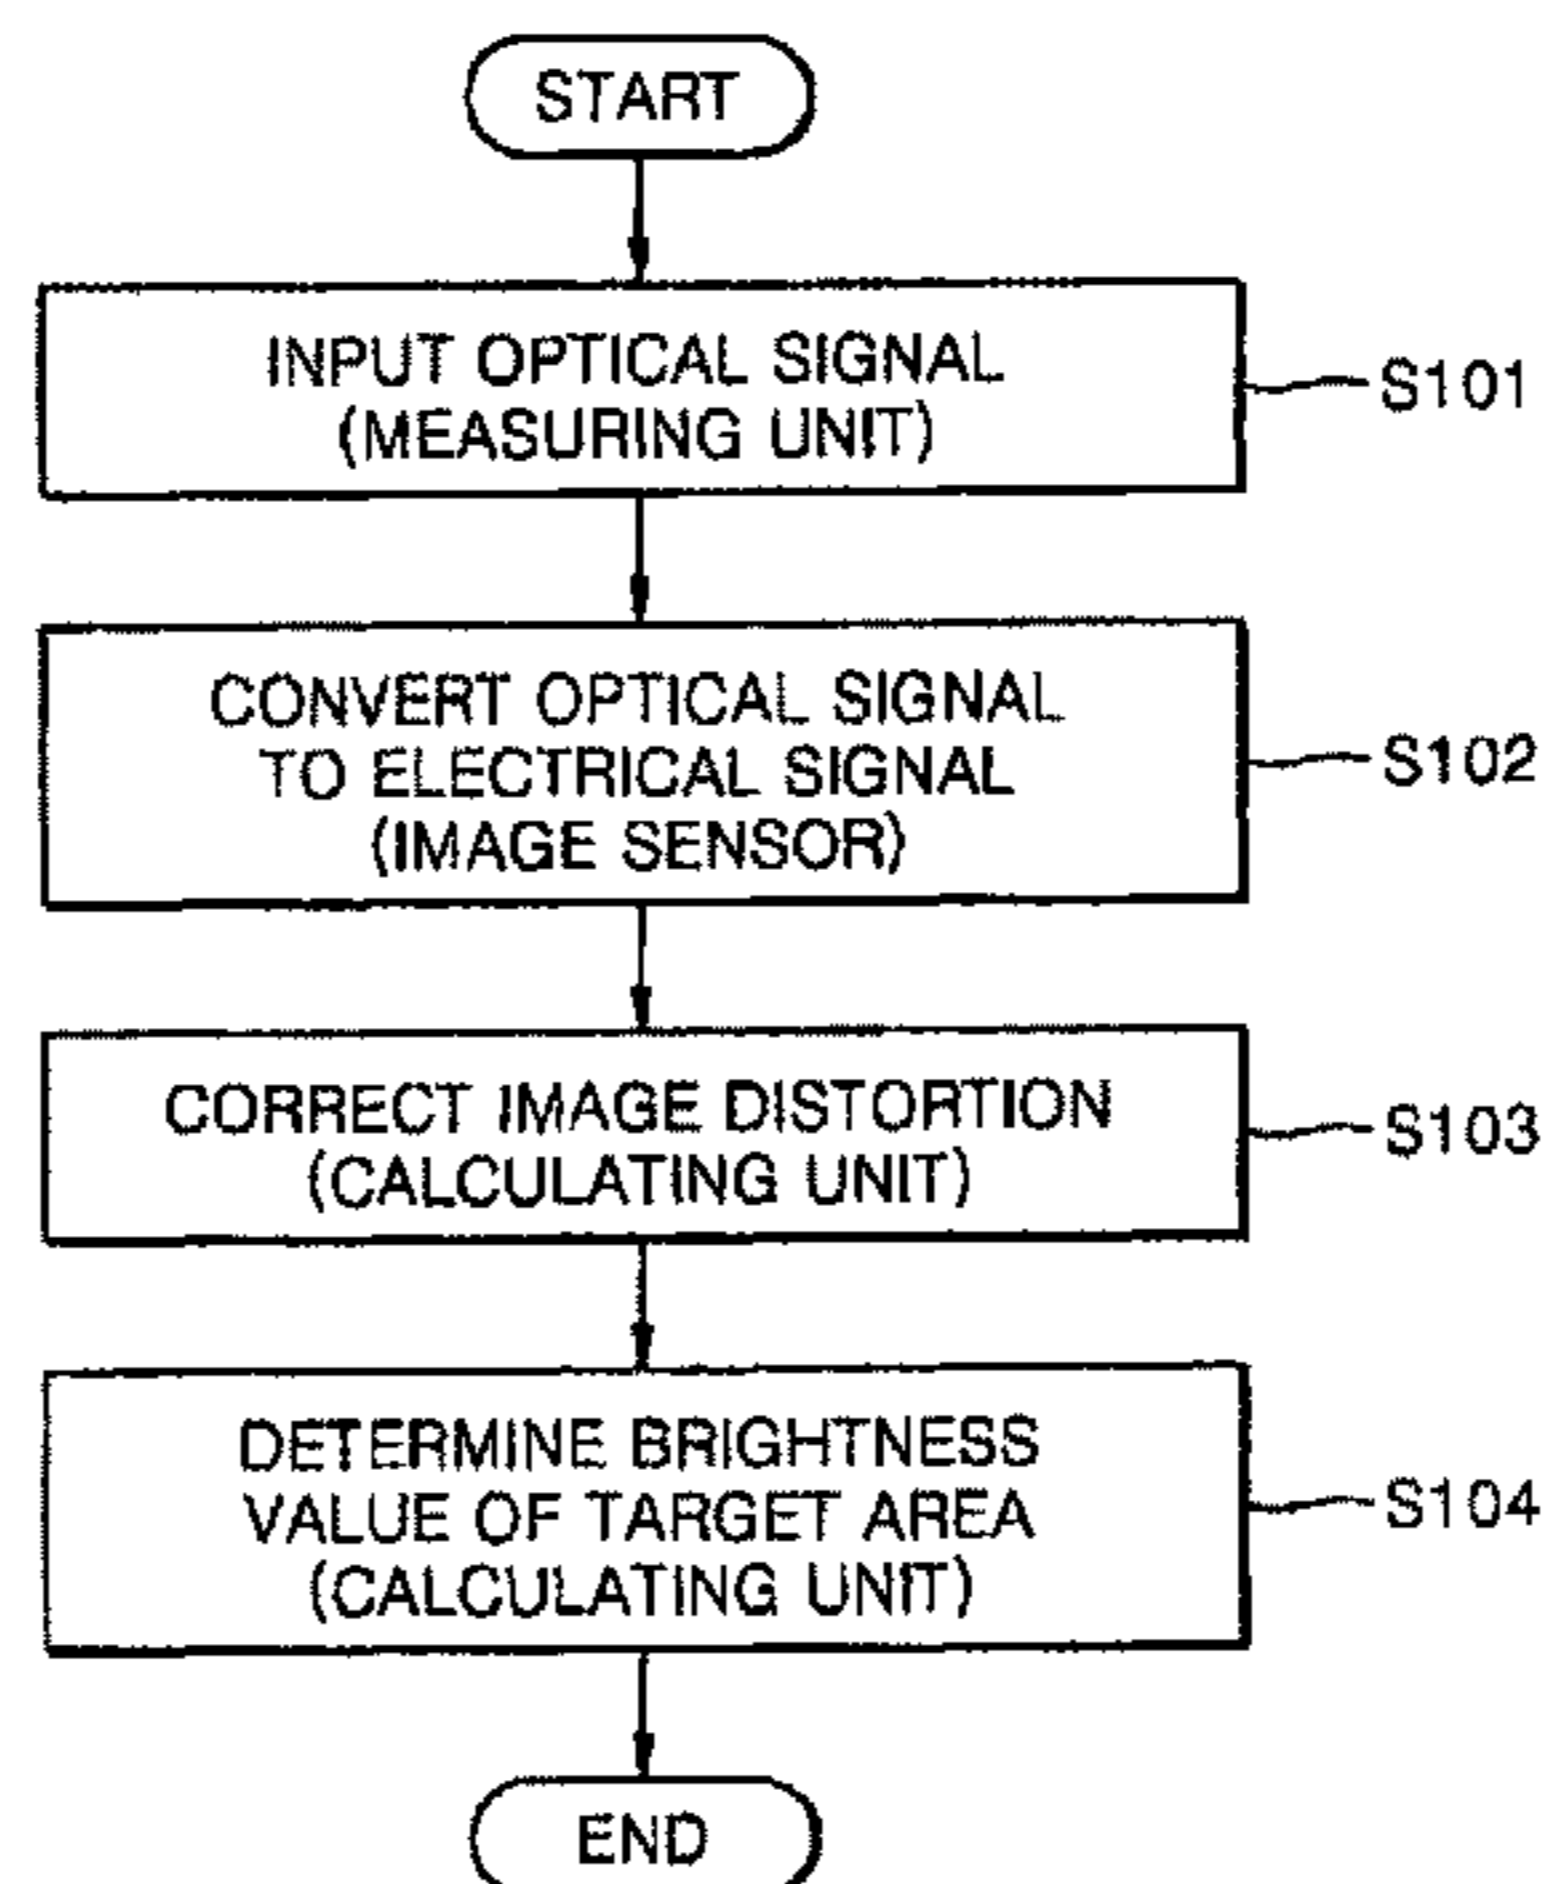 START
INPUT OPTICAL SIGNAL
(MEASURING UNIT)
S101
CONVERT OPTICAL SIGNAL
TO ELECTRICAL SIGNAL
(IMAGE SENSOR)
S102
CORRECT IMAGE DISTORTION
(CALCULATING UNIT)
S103
DETERMINE BRIGHTNESS
VALUE OF TARGET AREA
(CALCULATING UNIT)
S104
END